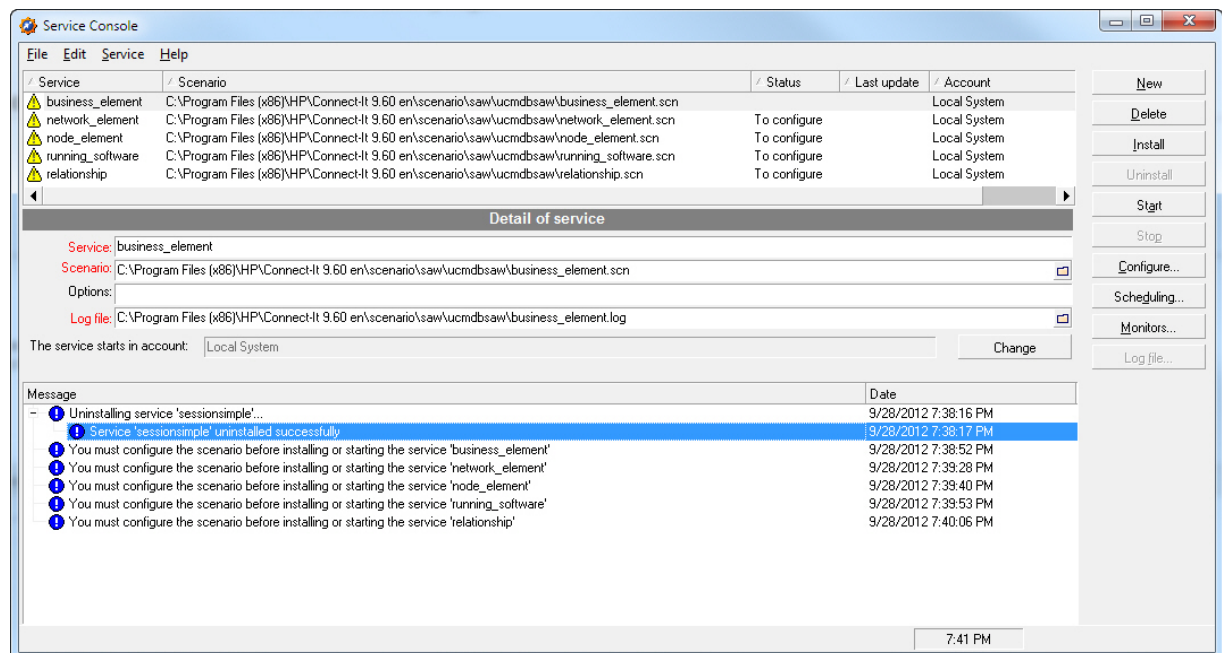 Service Console
File Edit Service Help
Service Scenario Status Last update Account
business_element C:\Program Files (x86)\HP\Connect-It 9.60 en\scenario\saw\ucmdbsaw\business_element.scn Local System
network_element C:\Program Files (x86)\HP\Connect-It 9.60 en\scenario\saw\ucmdbsaw\network_element.scn To configure Local System
node_element C:\Program Files (x86)\HP\Connect-It 9.60 en\scenario\saw\ucmdbsaw\node_element.scn To configure Local System
running_software C:\Program Files (x86)\HP\Connect-It 9.60 en\scenario\saw\ucmdbsaw\running_software.scn To configure Local System
relationship C:\Program Files (x86)\HP\Connect-It 9.60 en\scenario\saw\ucmdbsaw\relationship.scn To configure Local System
Detail of service
Service: business_element
Scenario: C:\Program Files (x86)\HP\Connect-It 9.60 en\scenario\saw\ucmdbsaw\business_element.scn
Options:
Log file: C:\Program Files (x86)\HP\Connect-It 9.60 en\scenario\saw\ucmdbsaw\business_element.log
The service starts in account: Local System Change
New
Delete
Install
Uninstall
Start
Stop
Configure...
Scheduling...
Monitors...
Log file...
Message Date
Uninstalling service 'sessionsimple'... 9/28/2012 7:38:16 PM
Service 'sessionsimple' uninstalled successfully 9/28/2012 7:38:17 PM
You must configure the scenario before installing or starting the service 'business_element' 9/28/2012 7:38:52 PM
You must configure the scenario before installing or starting the service 'network_element' 9/28/2012 7:39:28 PM
You must configure the scenario before installing or starting the service 'node_element' 9/28/2012 7:39:40 PM
You must configure the scenario before installing or starting the service 'running_software' 9/28/2012 7:39:53 PM
You must configure the scenario before installing or starting the service 'relationship' 9/28/2012 7:40:06 PM
7:41 PM